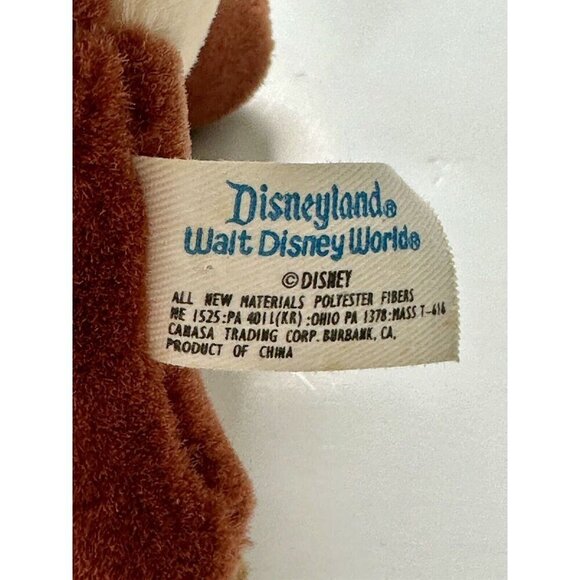 Disneyland®
Walt Disney World®
©DISNEY
ALL NEW MATERIALS POLYESTER FIBERS
ME 1525:PA 4011(KR):OHIO PA 1378:MASS T-616
CANASA TRADING CORP. BURBANK, CA.
PRODUCT OF CHINA